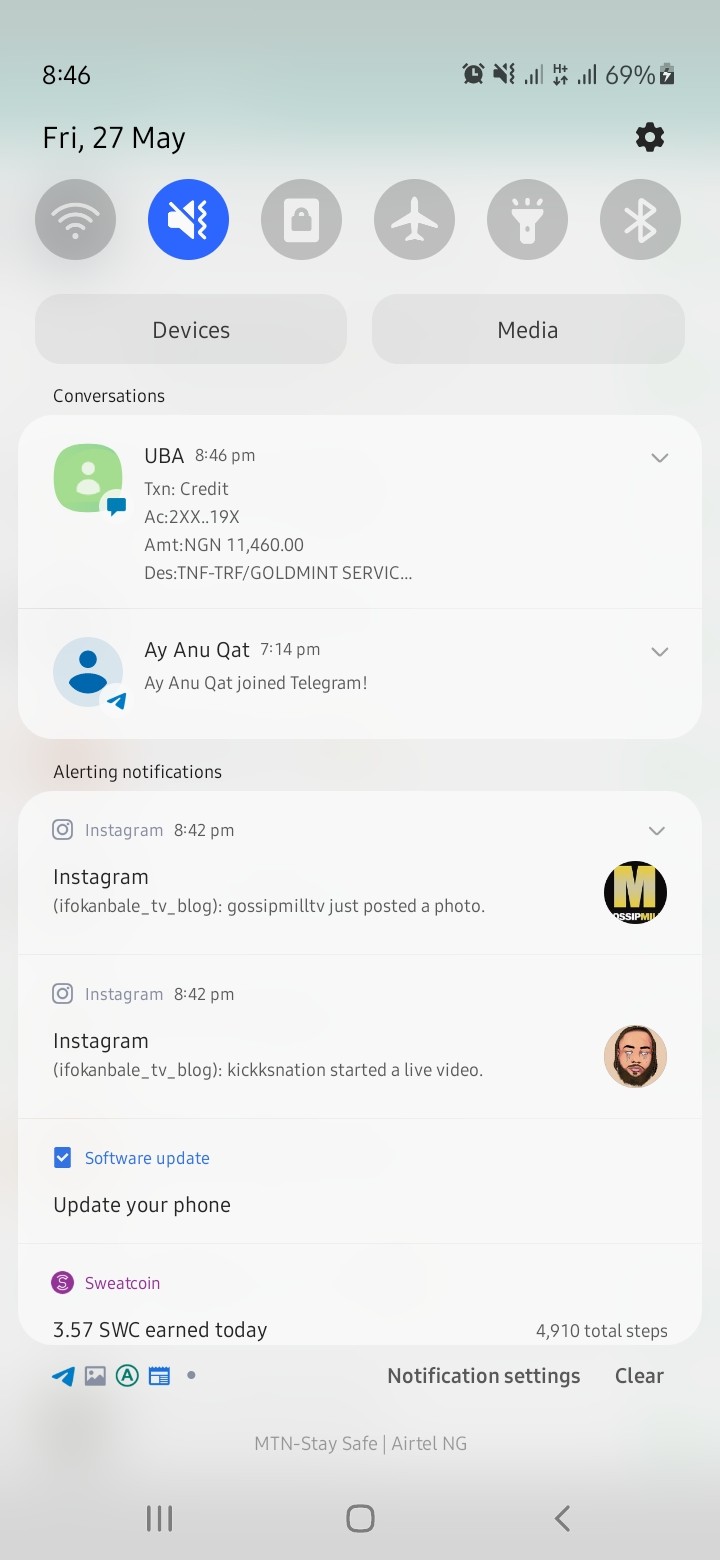 8:46
H+
69%
Fri, 27 May
Devices
Media
Conversations
UBA 8:46 pm
Txn: Credit
Ac:2XX..19X
Amt:NGN 11,460.00
Des:TNF-TRF/GOLDMINT SERVIC...
Ay Anu Qat 7:14 pm
Ay Anu Qat joined Telegram!
Alerting notifications
Instagram 8:42 pm
Instagram
(ifokanbale_tv_blog): gossipmilltv just posted a photo.
M
OSSIPMIL
Instagram 8:42 pm
Instagram
(ifokanbale_tv_blog): kickksnation started a live video.
Software update
Update your phone
S Sweatcoin
3.57 SWC earned today
4,910 total steps
A
Notification settings
Clear
MTN-Stay Safe | Airtel NG